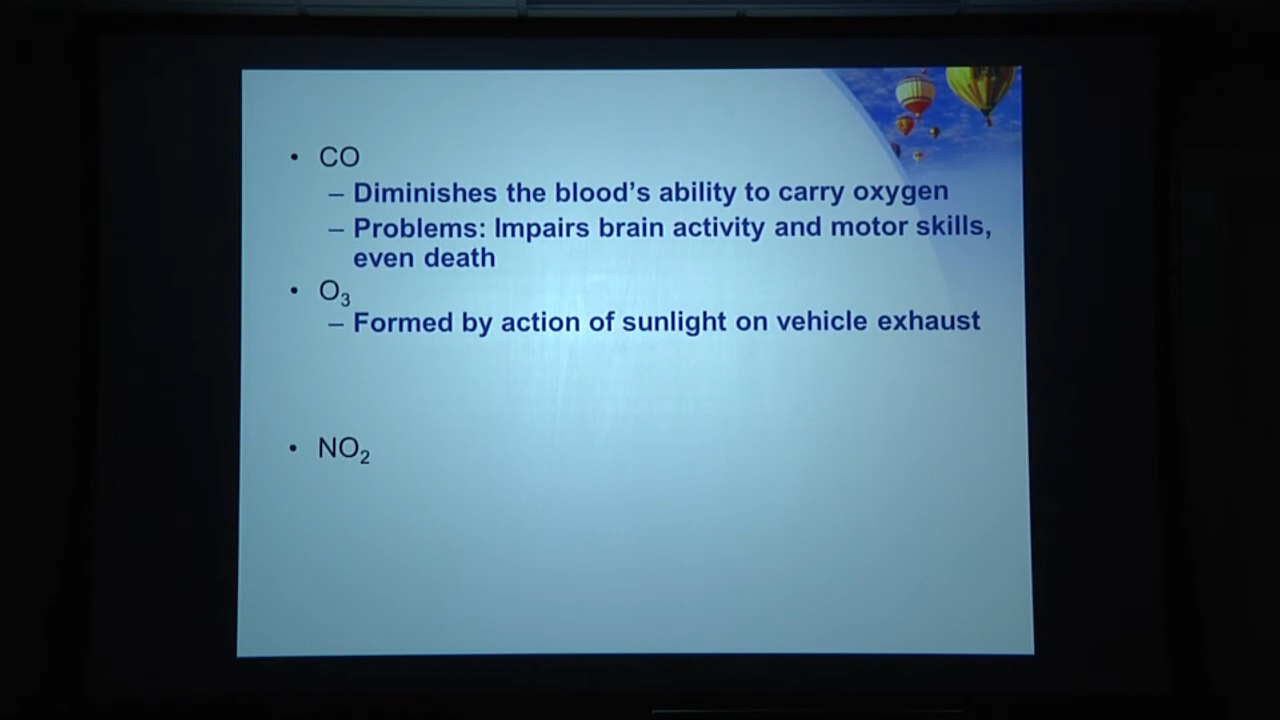 • CO
– Diminishes the blood’s ability to carry oxygen
– Problems: Impairs brain activity and motor skills,
even death
• O₃
– Formed by action of sunlight on vehicle exhaust
• NO₂